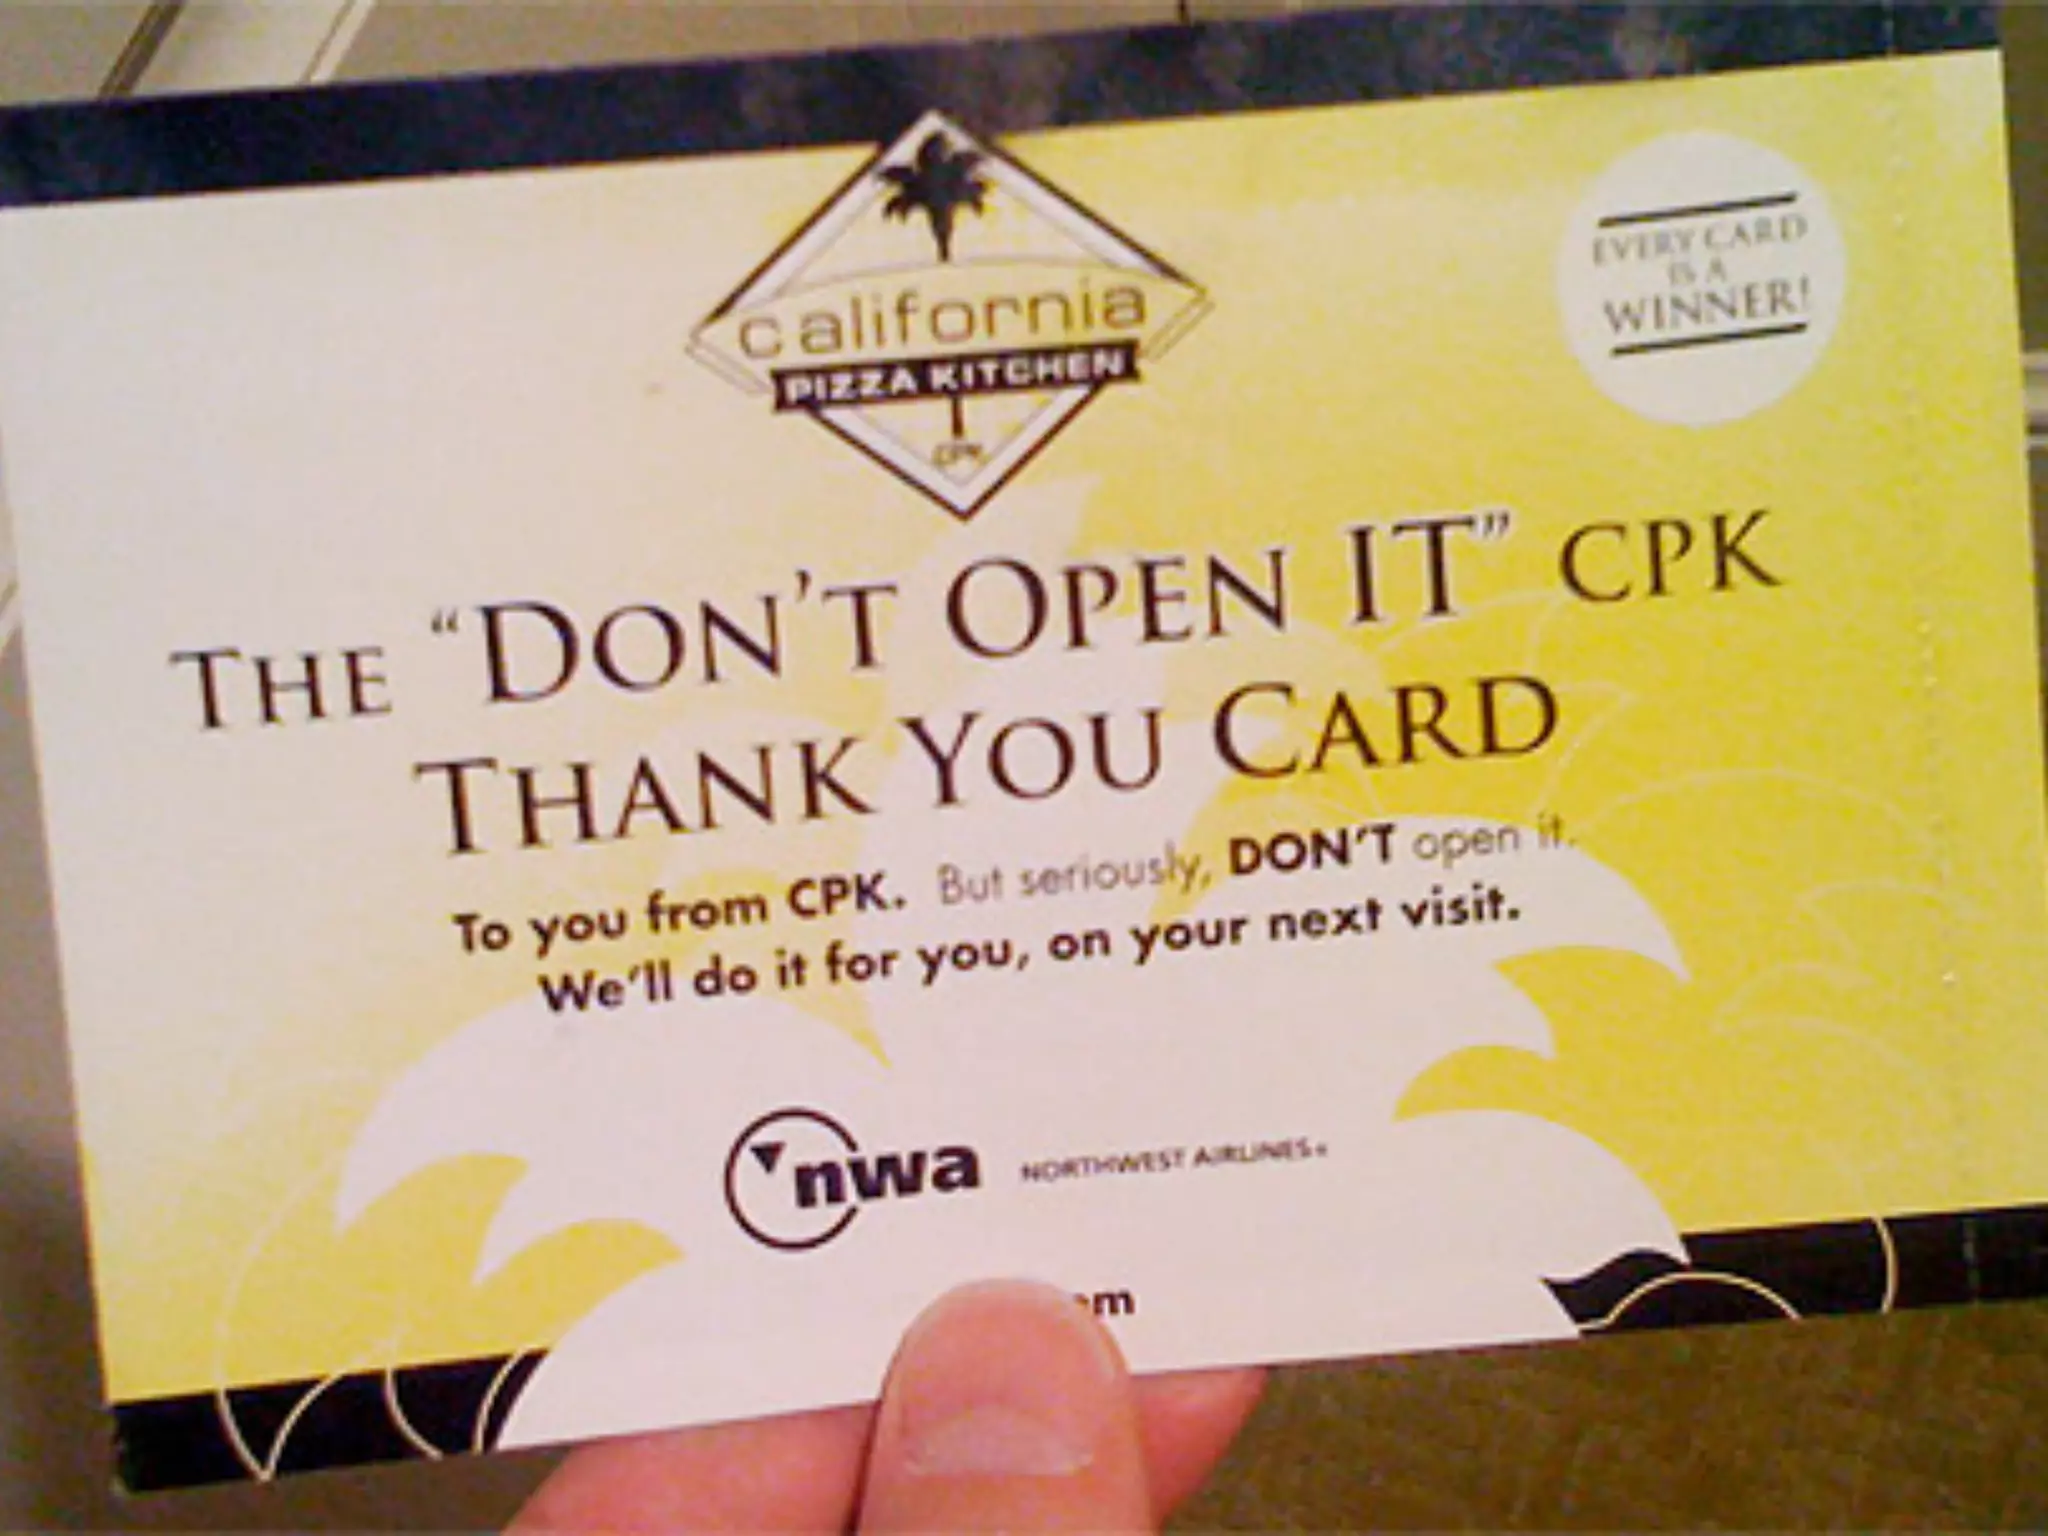 california
PIZZA KITCHEN
CPK
EVERY CARD
IS A
WINNER!
THE “DON’T OPEN IT” CPK
THANK YOU CARD
To you from CPK. But seriously, DON’T open it.
We’ll do it for you, on your next visit.
nwa NORTHWEST AIRLINES®